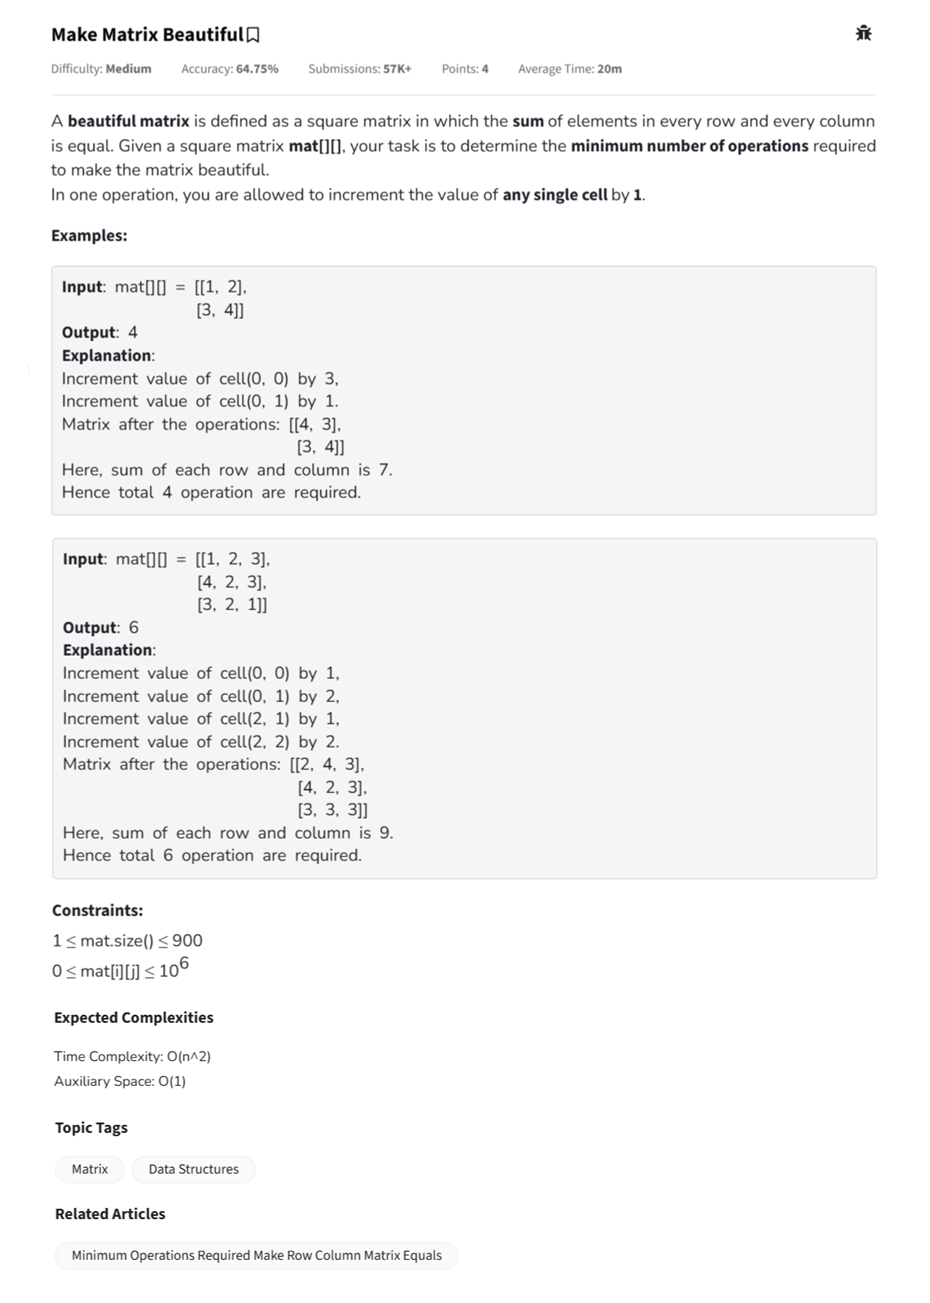 Make Matrix Beautiful
Difficulty: Medium Accuracy: 64.75% Submissions: 57K+ Points: 4 Average Time: 20m
A beautiful matrix is defined as a square matrix in which the sum of elements in every row and every column
is equal. Given a square matrix mat[][], your task is to determine the minimum number of operations required
to make the matrix beautiful.
In one operation, you are allowed to increment the value of any single cell by 1.
Examples:
Input: mat[][] = [[1, 2],
[3, 4]]
Output: 4
Explanation:
Increment value of cell(0, 0) by 3,
Increment value of cell(0, 1) by 1.
Matrix after the operations: [[4, 3],
[3, 4]]
Here, sum of each row and column is 7.
Hence total 4 operation are required.
Input: mat[][] = [[1, 2, 3],
[4, 2, 3],
[3, 2, 1]]
Output: 6
Explanation:
Increment value of cell(0, 0) by 1,
Increment value of cell(0, 1) by 2,
Increment value of cell(2, 1) by 1,
Increment value of cell(2, 2) by 2.
Matrix after the operations: [[2, 4, 3],
[4, 2, 3],
[3, 3, 3]]
Here, sum of each row and column is 9.
Hence total 6 operation are required.
Constraints:
1 ≤ mat.size() ≤ 900
0 ≤ mat[i][j] ≤ 10⁶
Expected Complexities
Time Complexity: O(n^2)
Auxiliary Space: O(1)
Topic Tags
Matrix Data Structures
Related Articles
Minimum Operations Required Make Row Column Matrix Equals